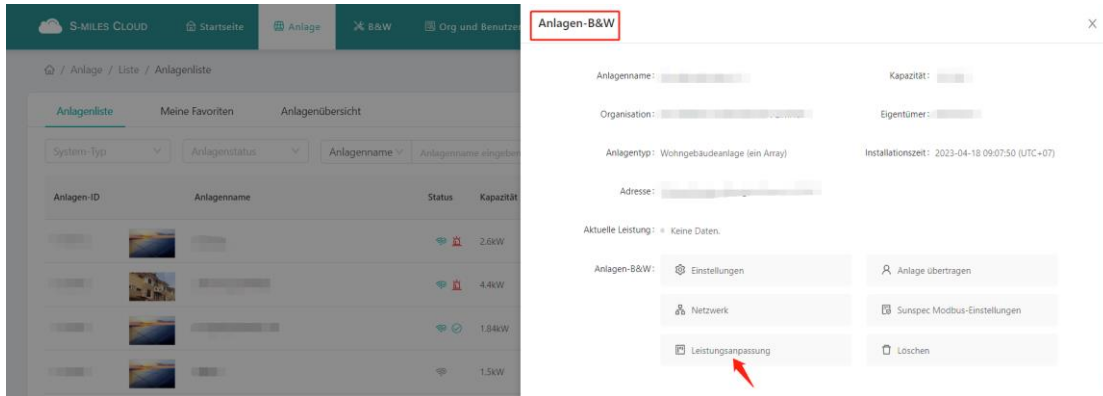 S-MILES CLOUD
Startseite
Anlage
B&W
Org und Benutzer
/ Anlage / Liste / Anlagenliste
Anlagenliste
Meine Favoriten
Anlagenübersicht
System-Typ
Anlagenstatus
Anlagenname
Anlagenname eingeben
Anlagen-ID
Anlagenname
Status
Kapazität
2.6kW
4.4kW
1.84kW
1.5kW
Anlagen-B&W
Anlagenname:
Kapazität:
Organisation:
Eigentümer:
Anlagentyp: Wohngebäudeanlage (ein Array)
Installationszeit: 2023-04-18 09:07:50 (UTC+07)
Adresse:
Aktuelle Leistung: Keine Daten.
Anlagen-B&W:
Einstellungen
Anlage übertragen
Netzwerk
Sunspec Modbus-Einstellungen
Leistungsanpassung
Löschen